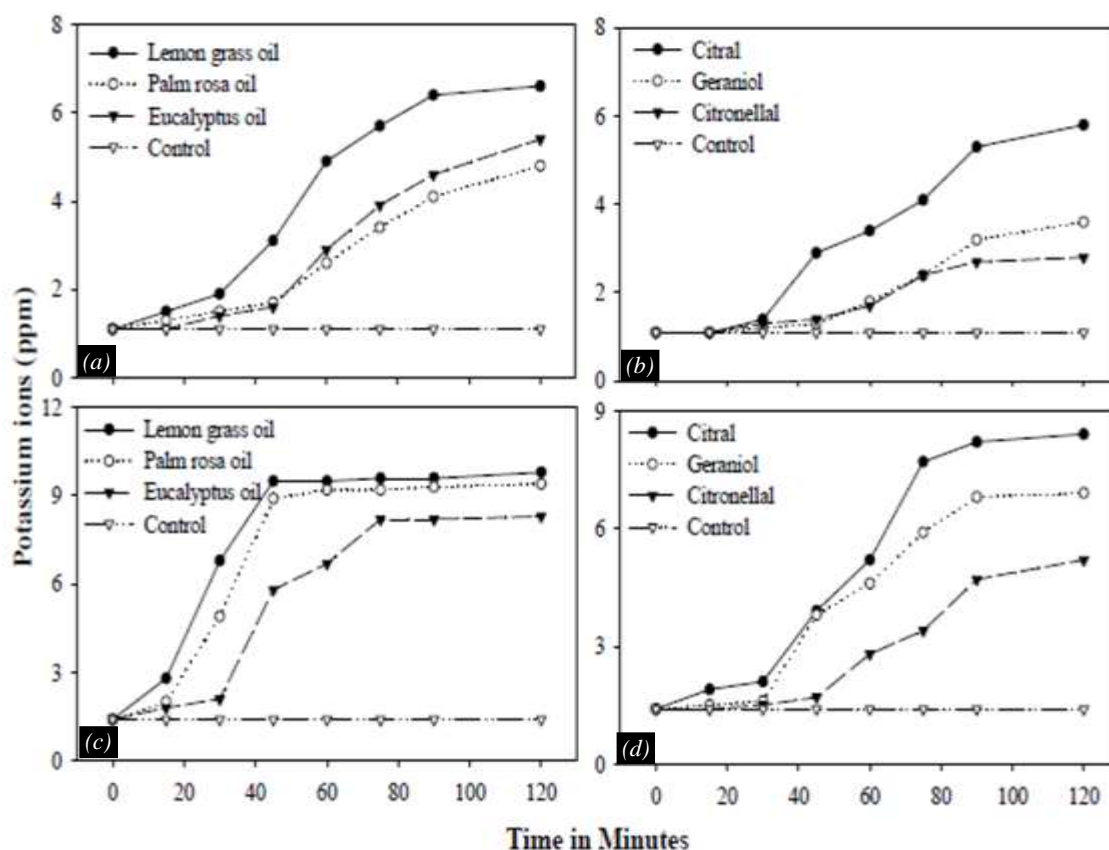 Potassium ions (ppm)
8
6
4
2
0
Lemon grass oil
Palm rosa oil
Eucalyptus oil
Control
(a)
8
6
4
2
0
Citral
Geraniol
Citronellal
Control
(b)
12
9
6
3
0
Lemon grass oil
Palm rosa oil
Eucalyptus oil
Control
(c)
0 20 40 60 80 100 120
9
6
3
0
Citral
Geraniol
Citronellal
Control
(d)
0 20 40 60 80 100 120
Time in Minutes